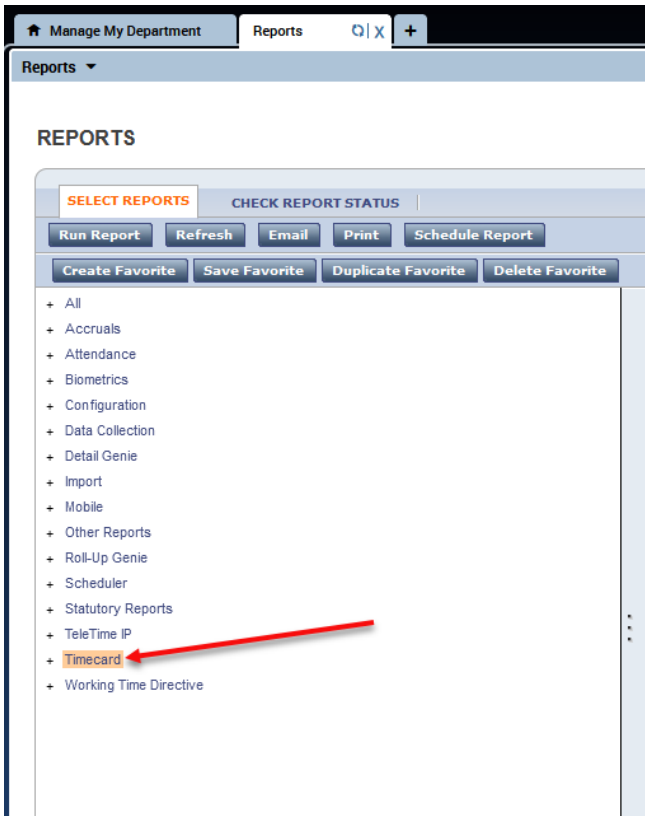 Manage My Department Reports X +
Reports
REPORTS
SELECT REPORTS CHECK REPORT STATUS
Run Report Refresh Email Print Schedule Report
Create Favorite Save Favorite Duplicate Favorite Delete Favorite
+ All
+ Accruals
+ Attendance
+ Biometrics
+ Configuration
+ Data Collection
+ Detail Genie
+ Import
+ Mobile
+ Other Reports
+ Roll-Up Genie
+ Scheduler
+ Statutory Reports
+ TeleTime IP
+ Timecard
+ Working Time Directive